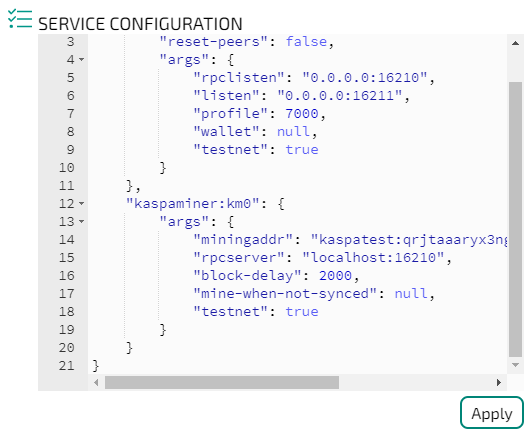 SERVICE CONFIGURATION
3 "reset-peers": false,
4 "args": {
5 "rpclisten": "0.0.0.0:16210",
6 "listen": "0.0.0.0:16211",
7 "profile": 7000,
8 "wallet": null,
9 "testnet": true
10 }
11 },
12 "kaspaminer:km0": {
13 "args": {
14 "miningaddr": "kaspatest:qrjtaaaryx3ng
15 "rpcserver": "localhost:16210",
16 "block-delay": 2000,
17 "mine-when-not-synced": null,
18 "testnet": true
19 }
20 }
21 }
Apply